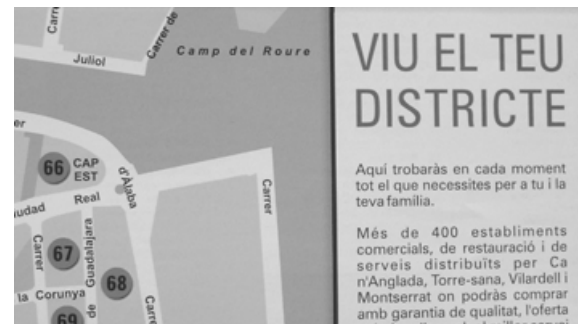 Carrer de
Juliol
Camp del Roure
66 CAP
EST
d'Àlaba
Real
Carrer
67
Carrer
Guadalajara
de
68
la Corunya
69
VIU EL TEU
DISTRICTE
Aquí trobaràs en cada moment
tot el que necessites per a tu i la
teva família.
Més de 400 establiments
comercials, de restauració i de
serveis distribuïts per Ca
n'Anglada, Torre-sana, Vilardell i
Montserrat on podràs comprar
amb garantia de qualitat, l'oferta